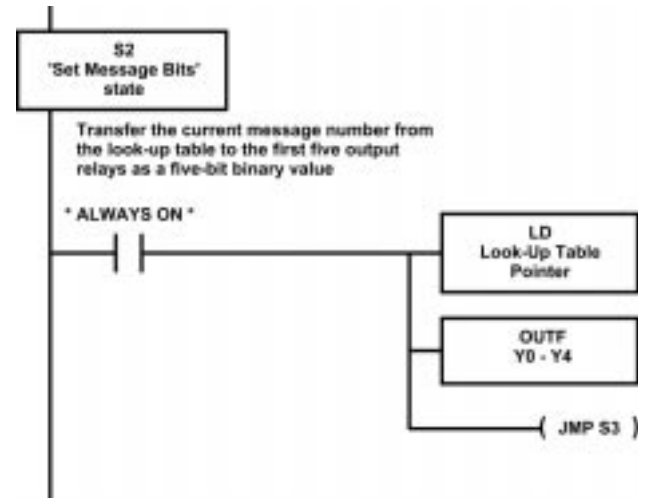 S2
"Set Message Bits"
state
Transfer the current message number from
the look-up table to the first five output
relays as a five-bit binary value
* ALWAYS ON *
LD
Look-Up Table
Pointer
OUTF
Y0 - Y4
( JMP S3 )